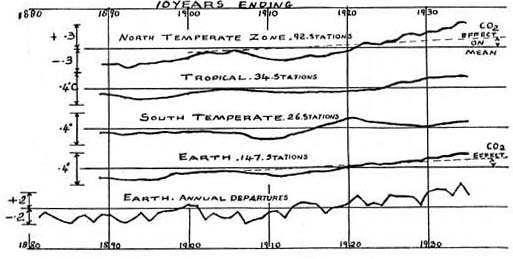 10 YEARS ENDING
1880 1890 1900 1910 1920 1930
+.3
NORTH TEMPERATE ZONE. 92. STATIONS
CO2
EFFECT
ON
MEAN
-.3
TROPICAL. 34. STATIONS
.4°C
SOUTH TEMPERATE. 26. STATIONS
.4°
EARTH. 147. STATIONS
CO2
EFFECT
.4°
EARTH. ANNUAL DEPARTURES
+.2
-.2
1880 1890 1900 1910 1920 1930